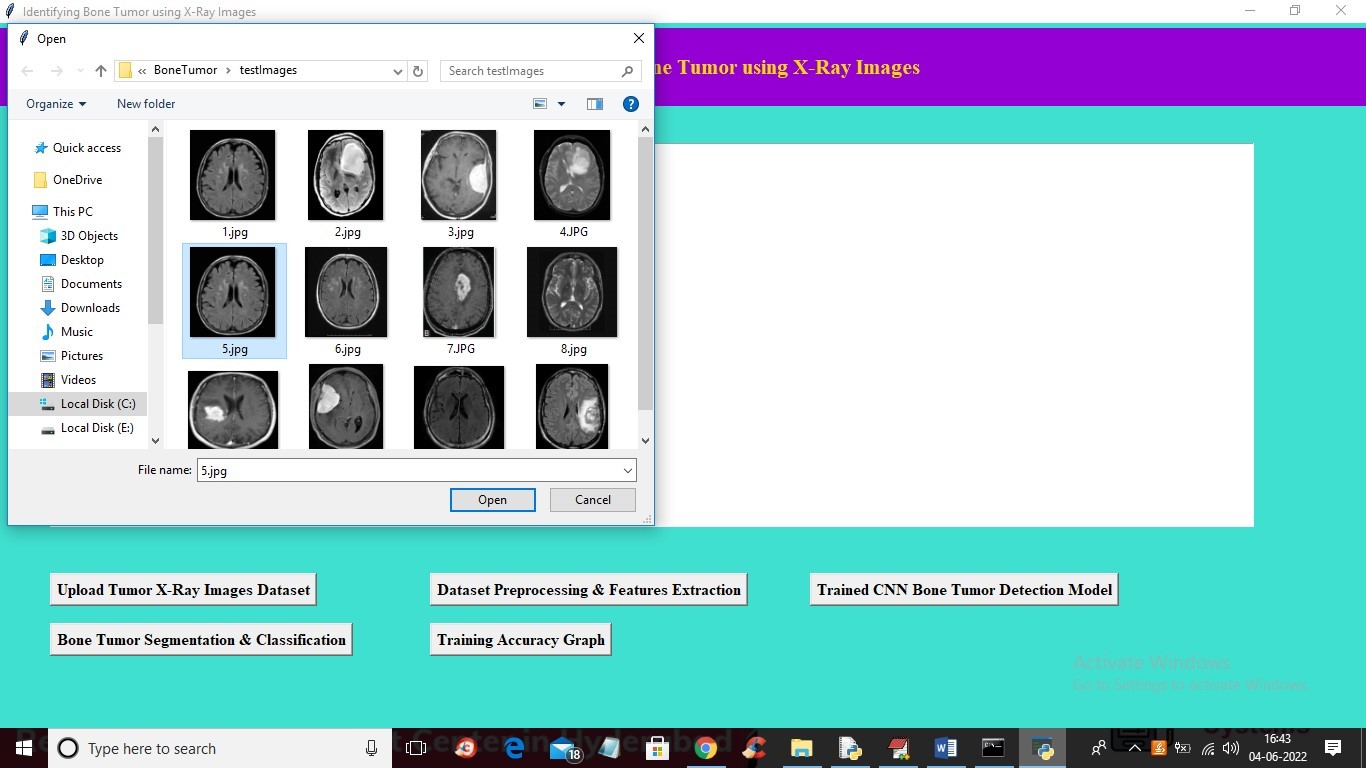 Identifying Bone Tumor using X-Ray Images
Open
« BoneTumor > testImages
Search testImages
ne Tumor using X-Ray Images
Organize
New folder
Quick access
OneDrive
This PC
3D Objects
Desktop
Documents
Downloads
Music
Pictures
Videos
Local Disk (C:)
Local Disk (E:)
1.jpg
2.jpg
3.jpg
4.JPG
5.jpg
6.jpg
7.JPG
8.jpg
B
File name: 5.jpg
Open
Cancel
Upload Tumor X-Ray Images Dataset
Dataset Preprocessing & Features Extraction
Trained CNN Bone Tumor Detection Model
Bone Tumor Segmentation & Classification
Training Accuracy Graph
Activate Windows
Go to Settings to activate Windows.
Type here to search
18
16:43
04-06-2022